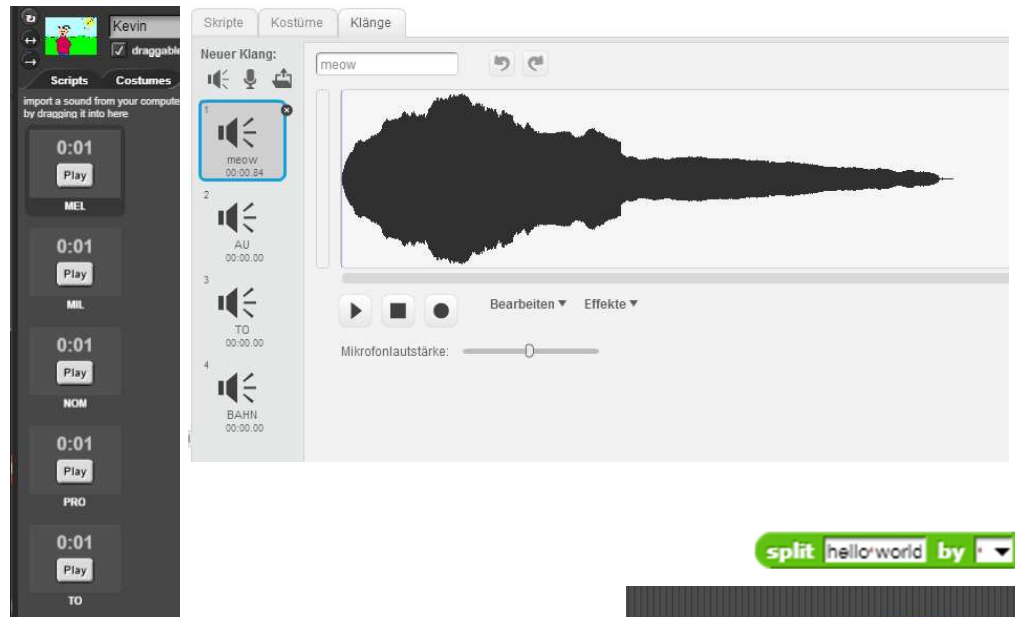 Kevin
draggable
Scripts Costumes
import a sound from your compute
by dragging it into here
0:01
Play
MEL
0:01
Play
MIL
0:01
Play
NOM
0:01
Play
PRO
0:01
Play
TO
Skripte Kostüme Klänge
Neuer Klang:
meow
1
meow
00:00.84
2
AU
00:00.00
3
TO
00:00.00
4
BAHN
00:00.00
Bearbeiten Effekte
Mikrofonlautstärke:
split hello world by